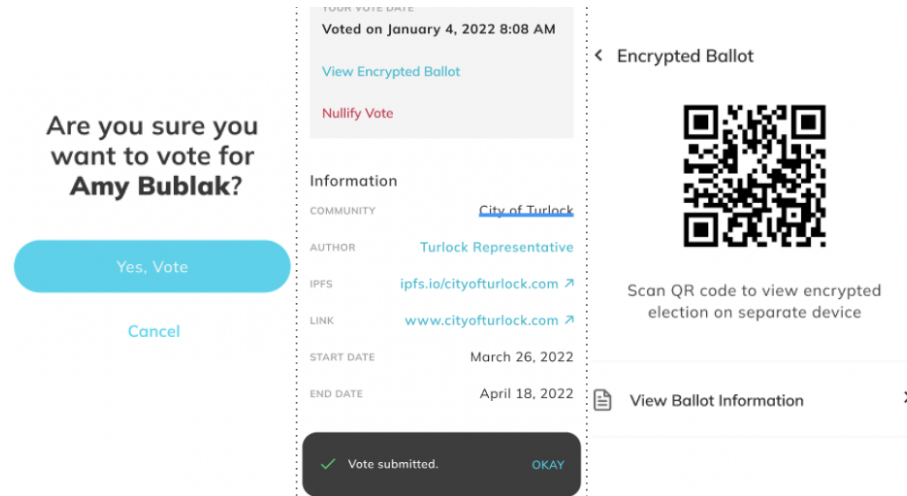 Are you sure you
want to vote for
Amy Bublak?
Yes, Vote
Cancel
YOUR VOTE DATE
Voted on January 4, 2022 8:08 AM
View Encrypted Ballot
Nullify Vote
Information
COMMUNITY City of Turlock
AUTHOR Turlock Representative
IPFS ipfs.io/cityofturlock.com ↗
LINK www.cityofturlock.com ↗
START DATE March 26, 2022
END DATE April 18, 2022
Vote submitted. OKAY
Encrypted Ballot
Scan QR code to view encrypted
election on separate device
View Ballot Information